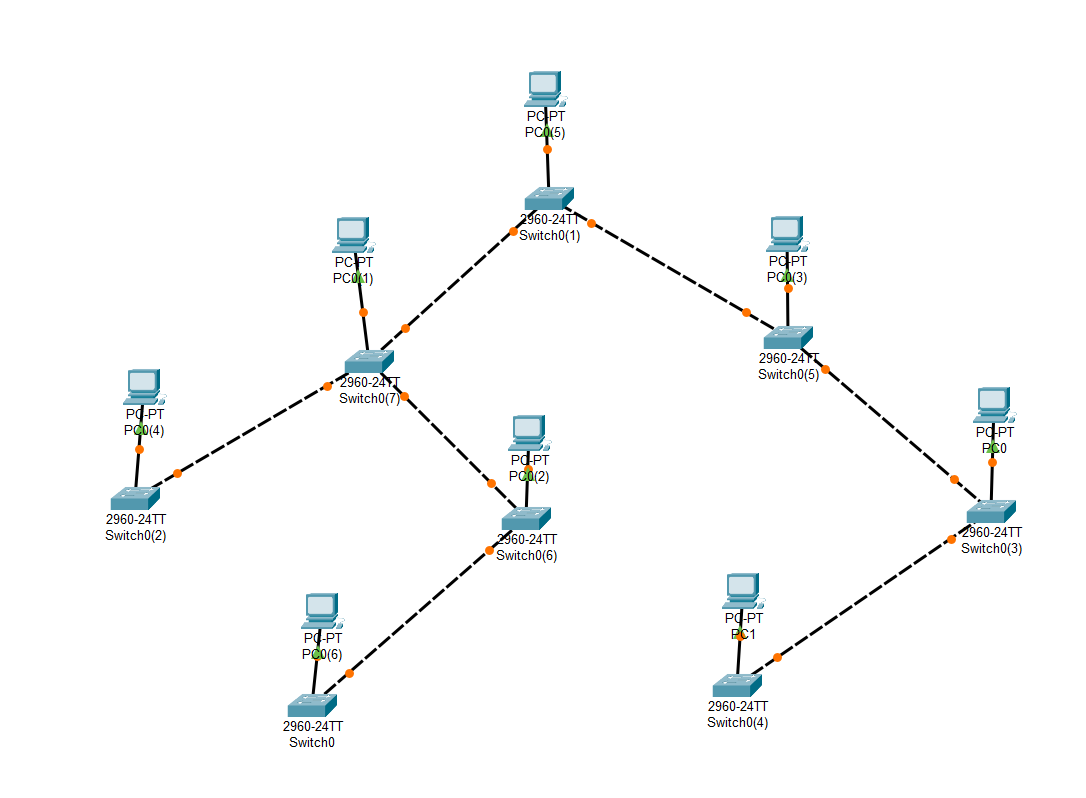 PC-PT
PC0(5)
2960-24TT
Switch0(1)
PC-PT
PC0(1)
PC-PT
PC0(3)
2960-24TT
Switch0(5)
2960-24TT
Switch0(7)
PC-PT
PC0(4)
PC-PT
PC0
PC-PT
PC0(2)
2960-24TT
Switch0(2)
2960-24TT
Switch0(3)
2960-24TT
Switch0(6)
PC-PT
PC1
PC-PT
PC0(6)
2960-24TT
Switch0(4)
2960-24TT
Switch0